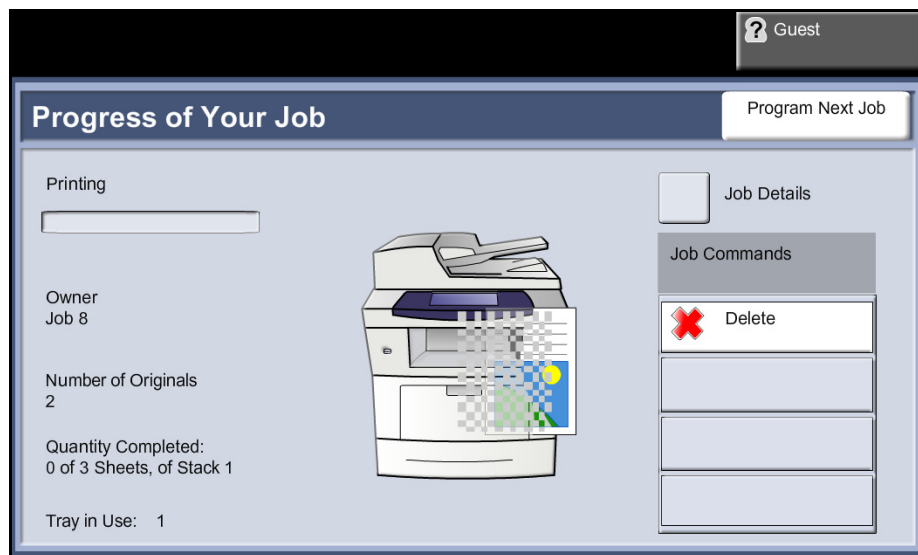 Guest
Progress of Your Job
Program Next Job
Printing
Job Details
Job Commands
Owner
Job 8
Delete
Number of Originals
2
Quantity Completed:
0 of 3 Sheets, of Stack 1
Tray in Use: 1